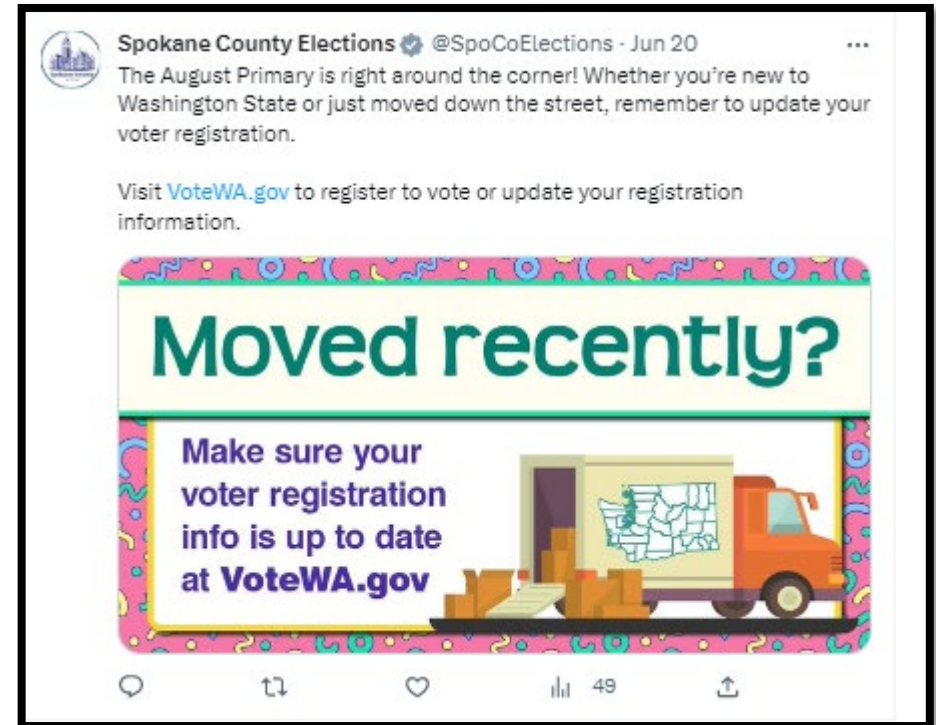 Spokane County Elections @SpoCoElections · Jun 20
The August Primary is right around the corner! Whether you're new to
Washington State or just moved down the street, remember to update your
voter registration.
Visit VoteWA.gov to register to vote or update your registration
information.
Moved recently?
Make sure your
voter registration
info is up to date
at VoteWA.gov
49